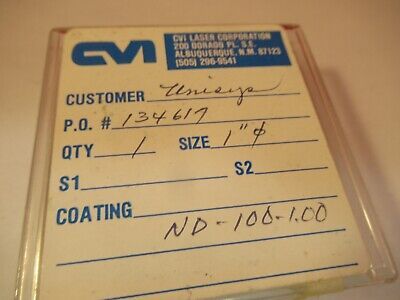 CVI
CVI LASER CORPORATION
200 DORADO PL. S.E.
ALBUQUERQUE, N.M. 87123
(505) 296-9541
CUSTOMER Unisys
P.O. # 134617
QTY 1 SIZE 1" ϕ
S1 S2
COATING
ND-100-1.00